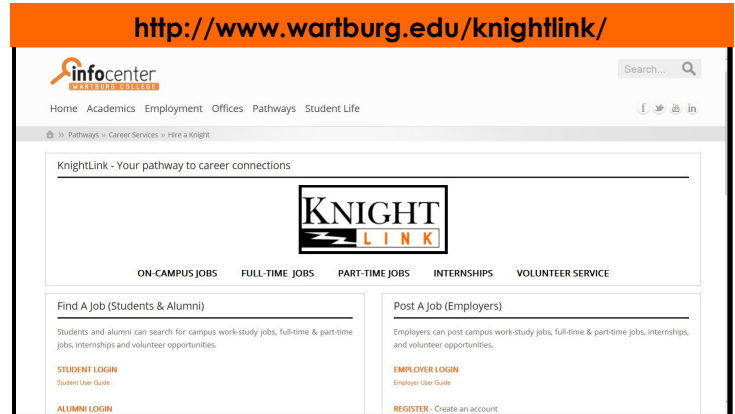 http://www.wartburg.edu/knightlink/
infocenter
WARTBURG COLLEGE
Search...
Home Academics Employment Offices Pathways Student Life
f in
» Pathways » Career Services » Hire a Knight
KnightLink - Your pathway to career connections
KNIGHT
LINK
ON-CAMPUS JOBS FULL-TIME JOBS PART-TIME JOBS INTERNSHIPS VOLUNTEER SERVICE
Find A Job (Students & Alumni)
Students and alumni can search for campus work-study jobs, full-time & part-time
jobs, internships and volunteer opportunities.
STUDENT LOGIN
Student User Guide
ALUMNI LOGIN
Post A Job (Employers)
Employers can post campus work-study jobs, full-time & part-time jobs, internships,
and volunteer opportunities.
EMPLOYER LOGIN
Employer User Guide
REGISTER - Create an account